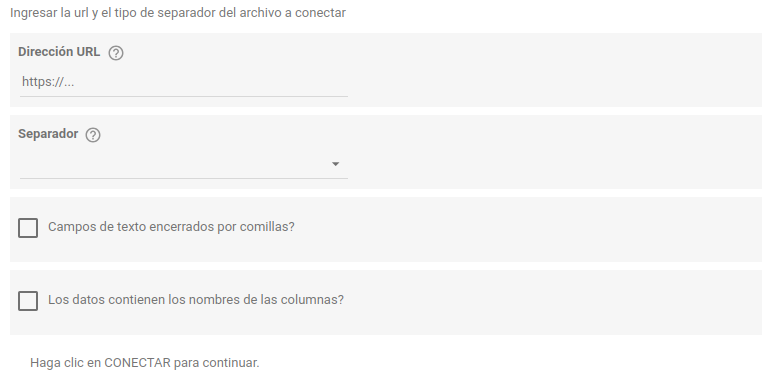 Ingresar la url y el tipo de separador del archivo a conectar
Dirección URL ?
https://...
Separador ?
Campos de texto encerrados por comillas?
Los datos contienen los nombres de las columnas?
Haga clic en CONECTAR para continuar.